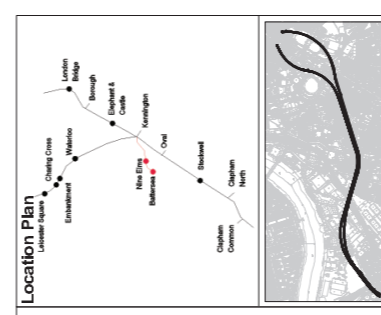 Location Plan
Leicester Square
Charing Cross
Embankment
Waterloo
London
Bridge
Borough
Elephant &
Castle
Kennington
Nine Elms
Battersea
Oval
Stockwell
Clapham
North
Clapham
Common